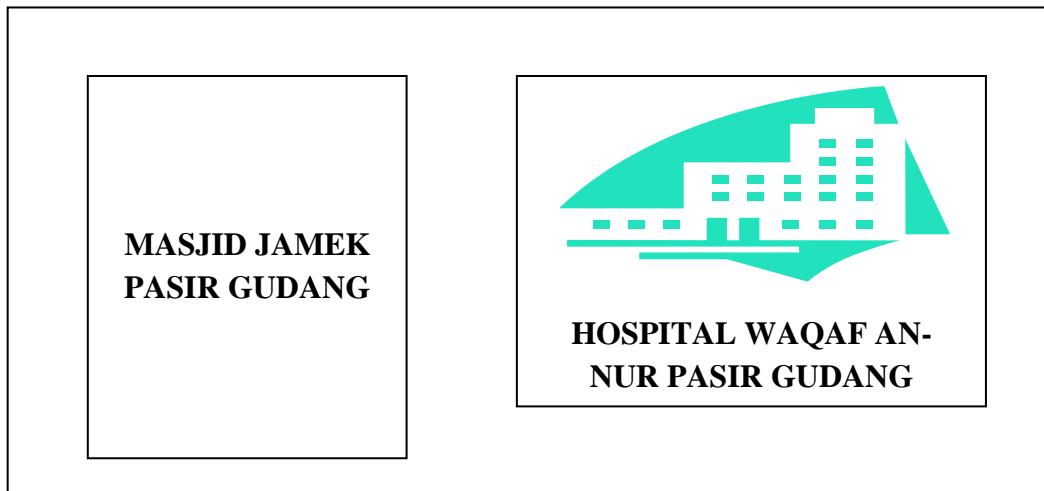 MASJID JAMEK
PASIR GUDANG
HOSPITAL WAQAF AN-
NUR PASIR GUDANG